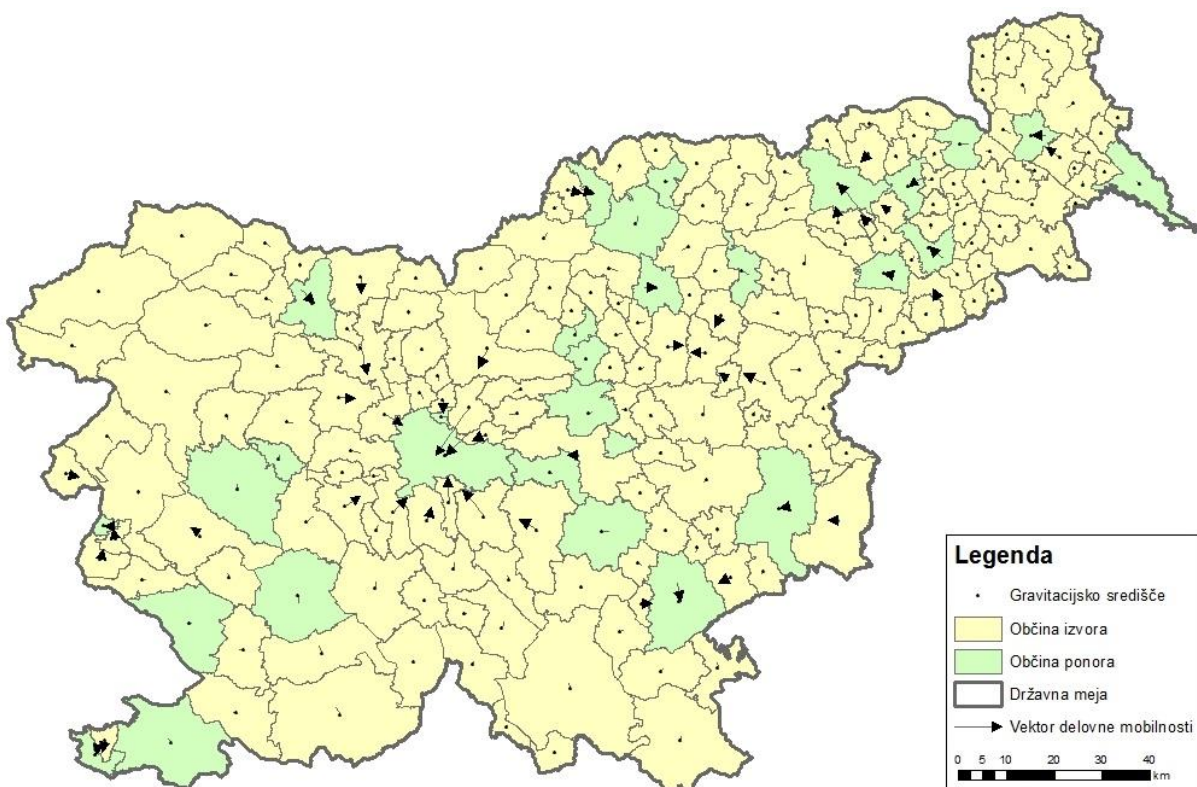 Legenda
Gravitacijsko središče
Občina izvora
Občina ponora
Državna meja
Vektor delovne mobilnosti
0 5 10 20 30 40
km